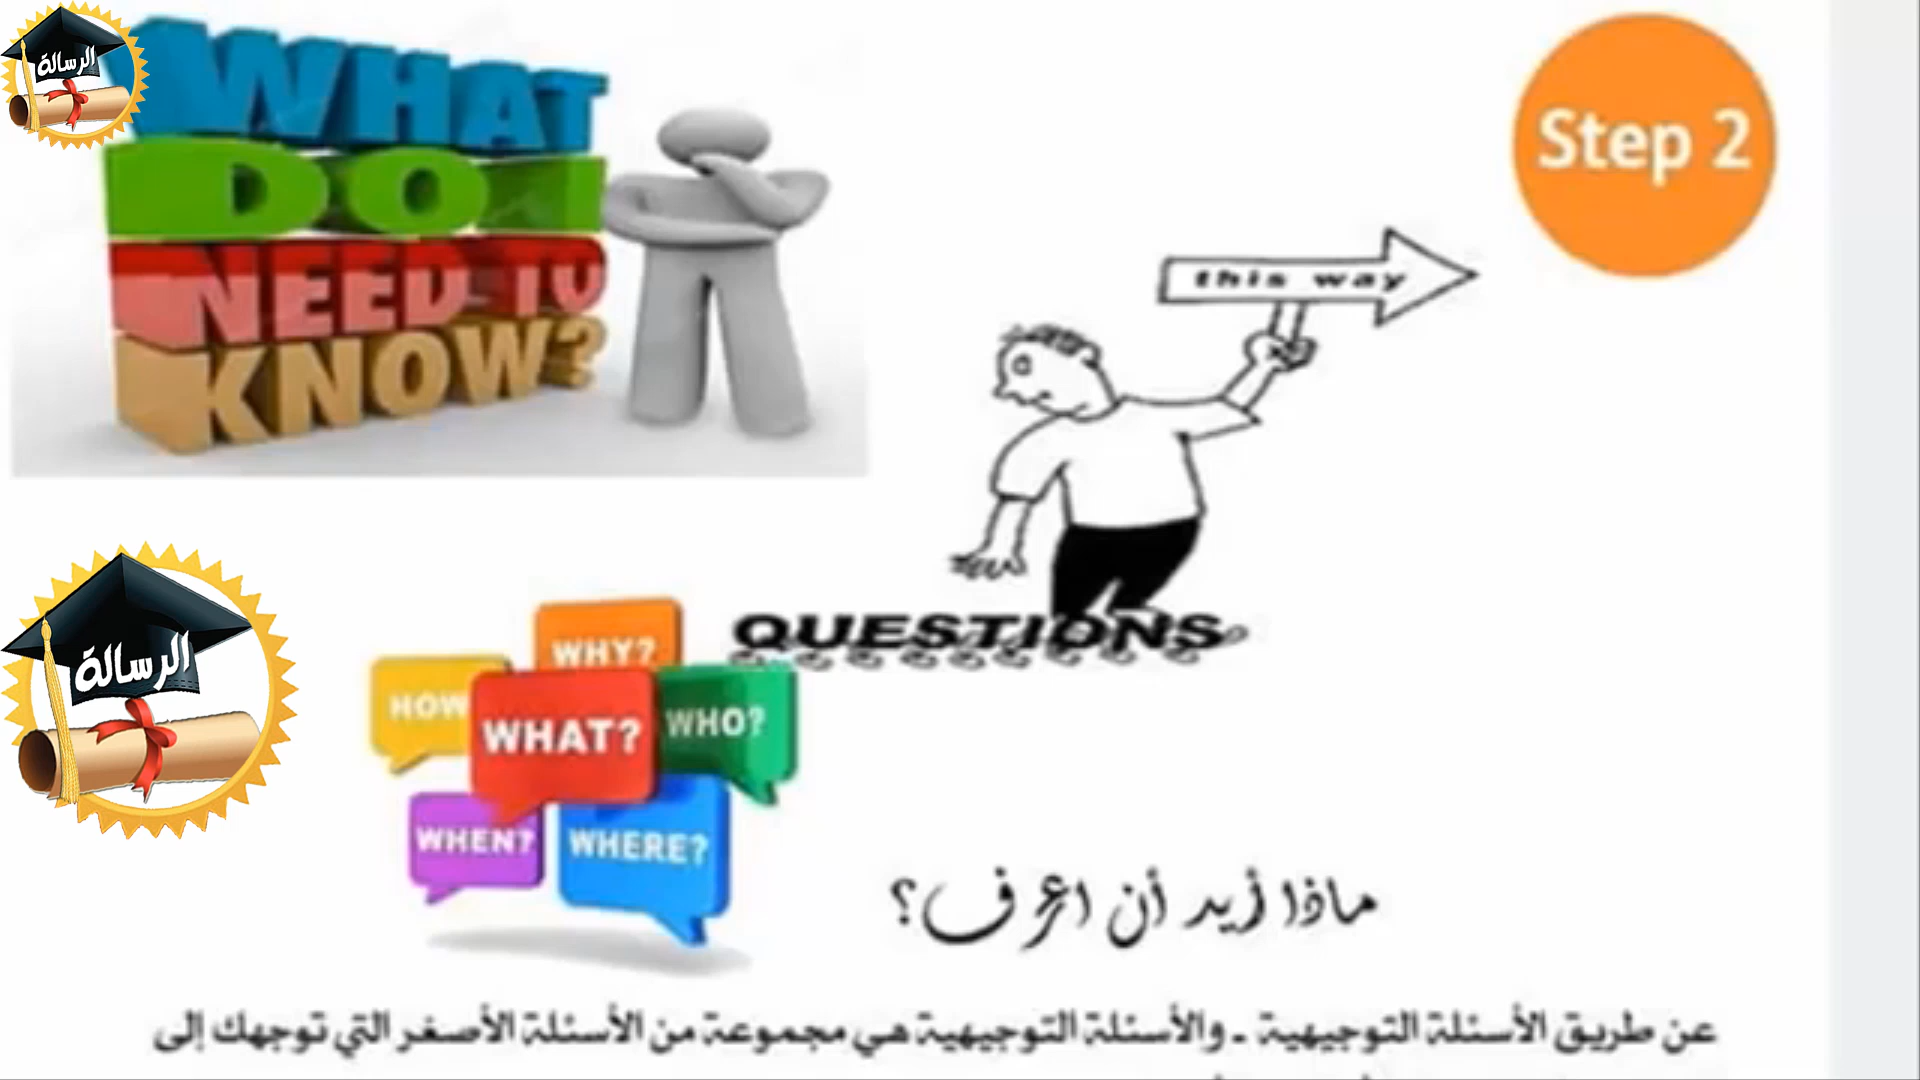 الرسالة
WHAT
DO I
NEED TO
KNOW?
Step 2
this way
QUESTIONS
الرسالة
WHY?
HOW
WHAT?
WHO?
WHEN?
WHERE?
ماذا أريد أن اعرف؟
عن طريق الأسئلة التوجيهية - والأسئلة التوجيهية هي مجموعة من الأسئلة الأصغر التي توجهك إلى